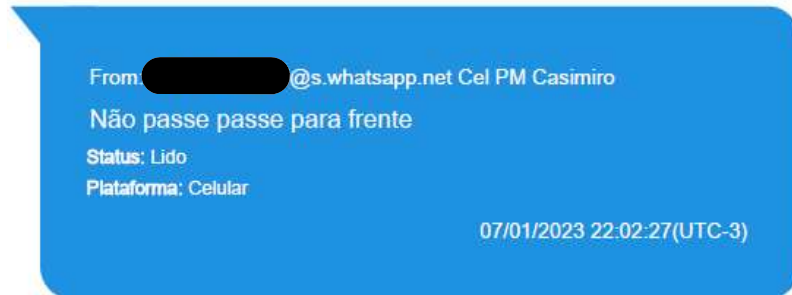 From: @s.whatsapp.net Cel PM Casimiro
Não passe passe para frente
Status: Lido
Plataforma: Celular
07/01/2023 22:02:27(UTC-3)